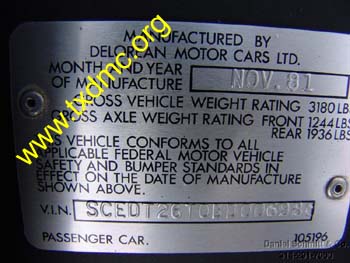 MANUFACTURED BY
DELOREAN MOTOR CARS LTD.
MONTH AND YEAR
OF MANUFACTURE NOV. 81
GROSS VEHICLE WEIGHT RATING 3180 LBS
GROSS AXLE WEIGHT RATING FRONT 1244 LBS
REAR 1936 LBS
THIS VEHICLE CONFORMS TO ALL
APPLICABLE FEDERAL MOTOR VEHICLE
SAFETY AND BUMPER STANDARDS IN
EFFECT ON THE DATE OF MANUFACTURE
SHOWN ABOVE.
V.I.N.
PASSENGER CAR. 105196
www.txdmc.org
Daniel Schmitt & Co.